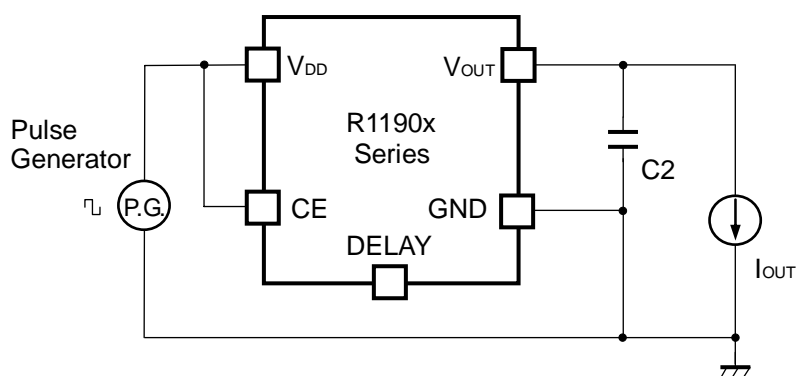 VDD
VOUT
R1190x
Series
Pulse
Generator
P.G.
CE
GND
C2
DELAY
IOUT